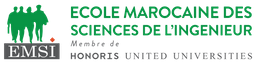 ECOLE MAROCAINE DES
SCIENCES DE L'INGENIEUR
Membre de
HONORIS UNITED UNIVERSITIES
EMSI